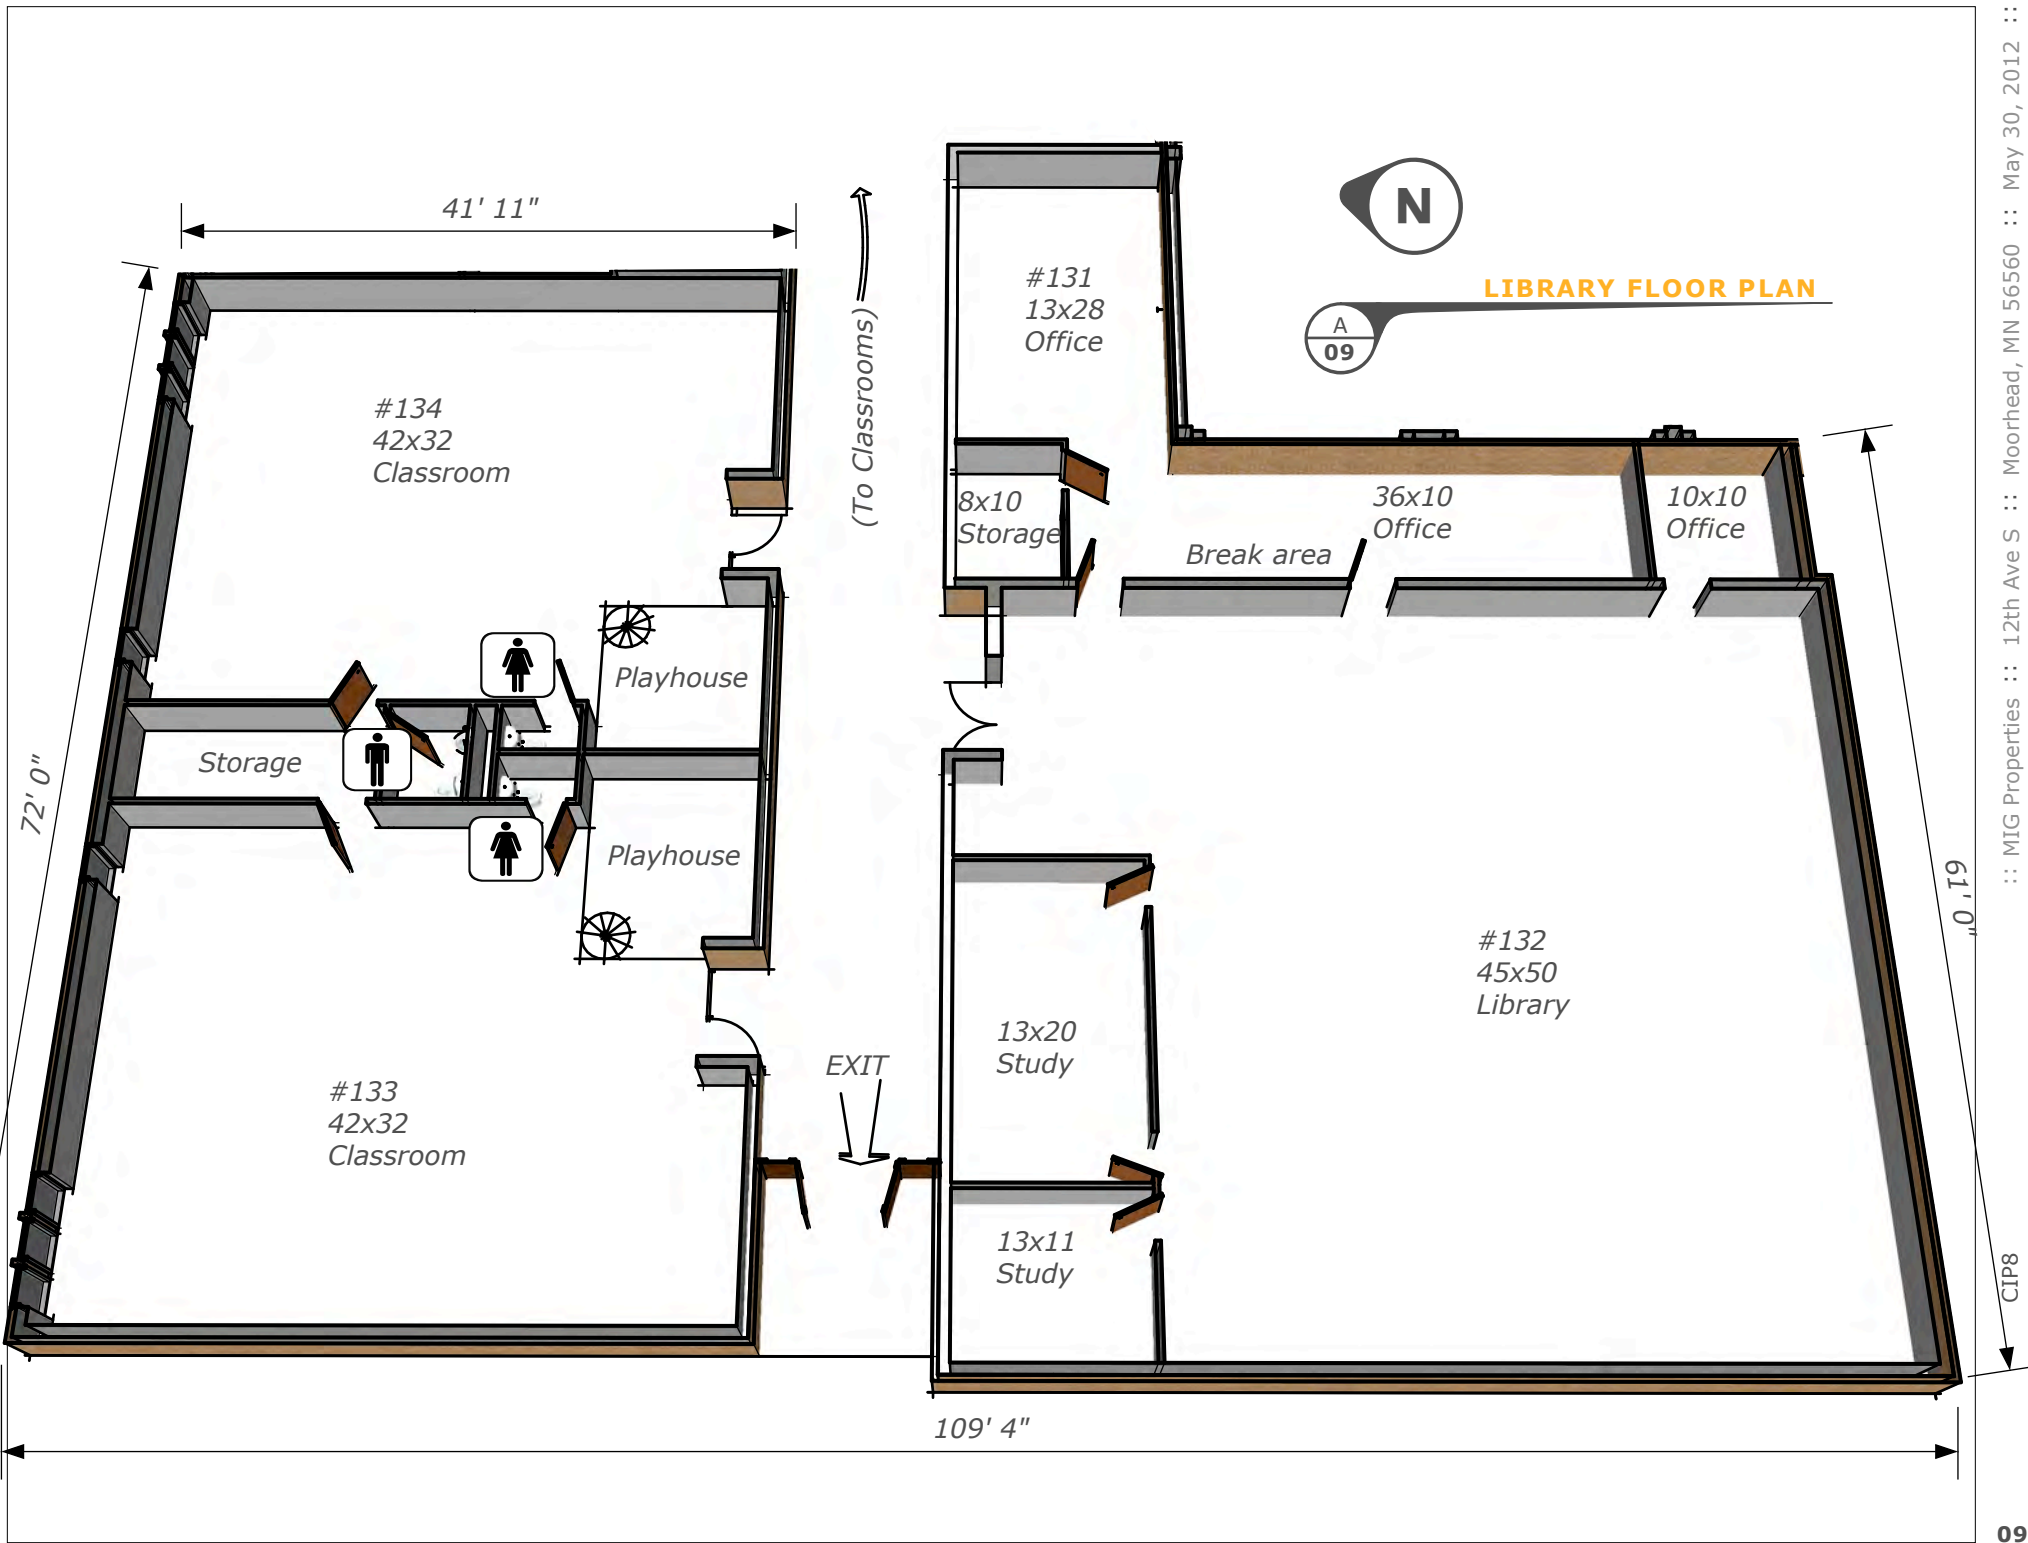 41' 11"
N
LIBRARY FLOOR PLAN
A
09
(To Classrooms)
#131
13x28
Office
#134
42x32
Classroom
8x10
Storage
36x10
Office
10x10
Office
Break area
Playhouse
Storage
72' 0"
Playhouse
61' 0"
#132
45x50
Library
13x20
Study
EXIT
#133
42x32
Classroom
13x11
Study
109' 4"
:: MIG Properties :: 12th Ave S :: Moorhead, MN 56560 :: May 30, 2012 ::
CIP8
09